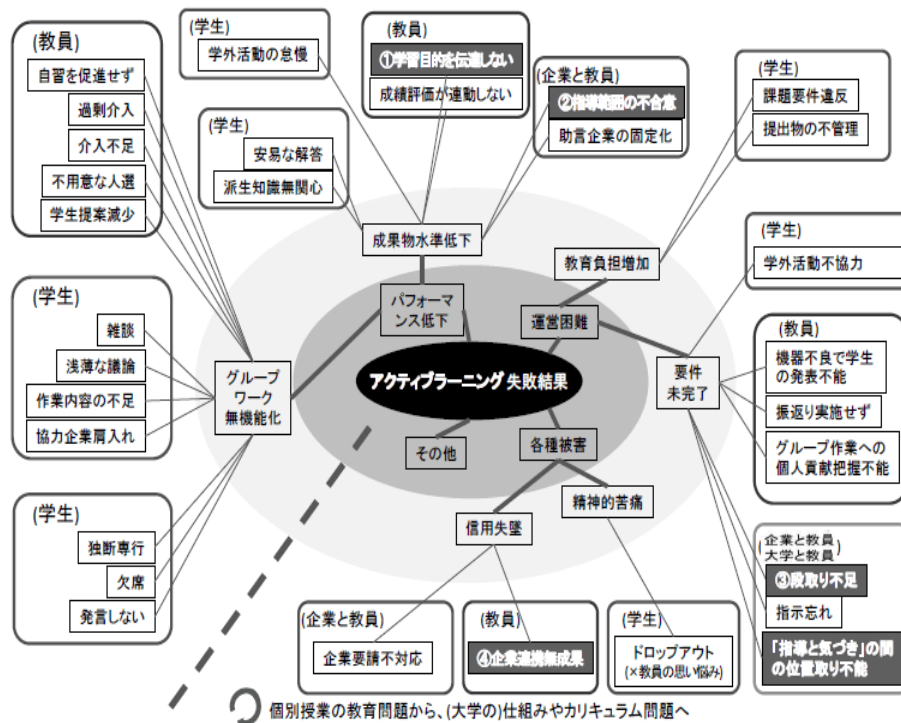 (教員)
自習を促進せず
過剰介入
介入不足
不用意な人選
学生提案減少
(学生)
学外活動の怠慢
(学生)
安易な解答
派生知識無関心
(教員)
①学習目的を伝達しない
成績評価が連動しない
(企業と教員)
②指導範囲の不合意
助言企業の固定化
(学生)
課題要件違反
提出物の不管理
成果物水準低下
教育負担増加
(学生)
学外活動不協力
パフォーマ
ンス低下
運営困難
(学生)
雑談
浅薄な議論
作業内容の不足
協力企業肩入れ
グループ
ワーク
無機能化
アクティブラーニング失敗結果
要件
未完了
(教員)
機器不良で学生
の発表不能
振返り実施せず
グループ作業への
個人貢献把握不能
その他
各種被害
信用失墜
精神的苦痛
(学生)
独断専行
欠席
発言しない
(企業と教員
大学と教員)
③段取り不足
指示忘れ
「指導と気づき」の間
の位置取り不能
(企業と教員)
企業要請不対応
(教員)
④企業連携無成果
(学生)
ドロップアウト
(×教員の思い悩み)
個別授業の教育問題から、(大学の)仕組みやカリキュラム問題へ